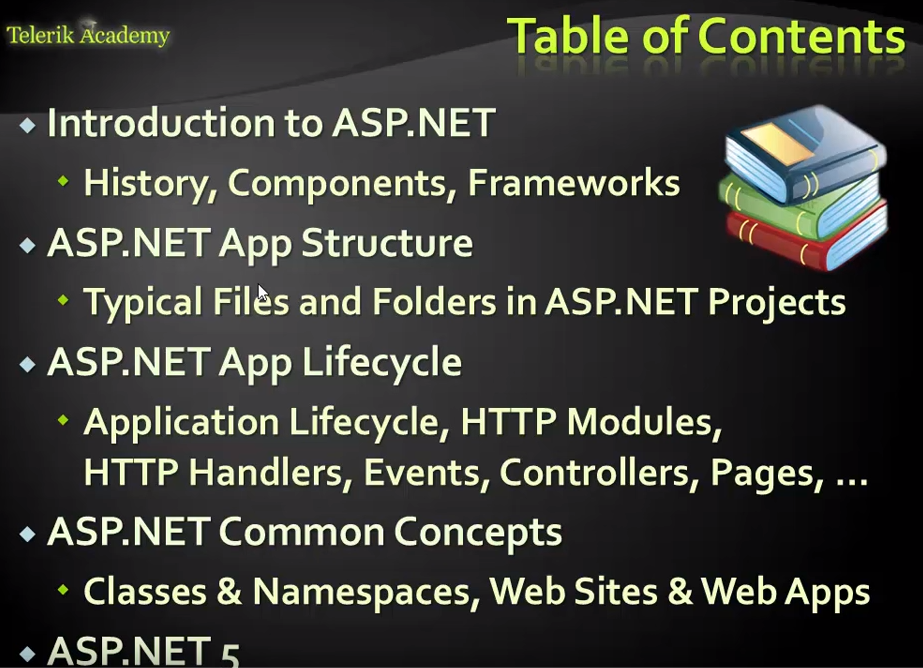 Telerik Academy
Table of Contents
Introduction to ASP.NET
History, Components, Frameworks
ASP.NET App Structure
Typical Files and Folders in ASP.NET Projects
ASP.NET App Lifecycle
Application Lifecycle, HTTP Modules,
HTTP Handlers, Events, Controllers, Pages, ...
ASP.NET Common Concepts
Classes & Namespaces, Web Sites & Web Apps
ASP.NET 5